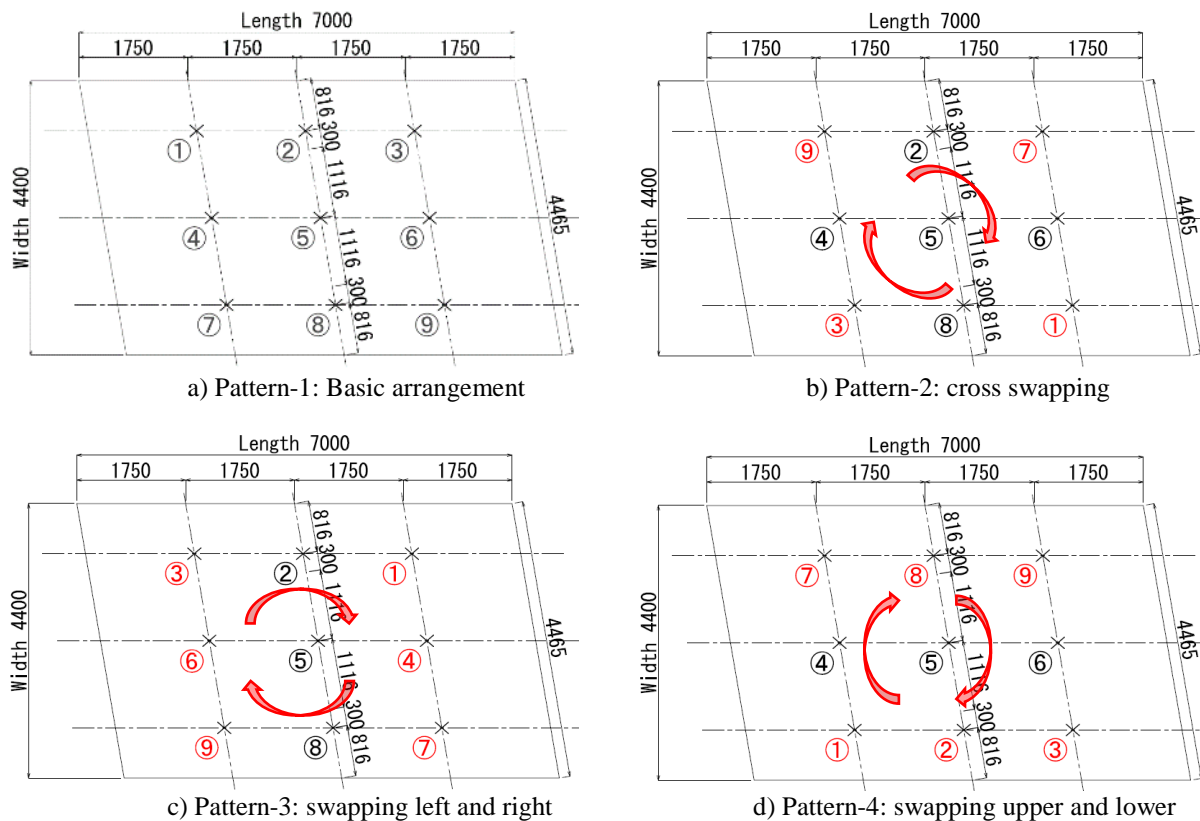 Length 7000
1750 1750 1750 1750
816
300
1116
1116
300
816
Width 4400
4465
① ② ③
④ ⑤ ⑥
⑦ ⑧ ⑨
a) Pattern-1: Basic arrangement
Length 7000
1750 1750 1750 1750
816
300
1116
1116
300
816
Width 4400
4465
⑨ ② ⑦
④ ⑤ ⑥
③ ⑧ ①
b) Pattern-2: cross swapping
Length 7000
1750 1750 1750 1750
816
300
1116
1116
300
816
Width 4400
4465
③ ② ①
⑥ ⑤ ④
⑨ ⑧ ⑦
c) Pattern-3: swapping left and right
Length 7000
1750 1750 1750 1750
816
300
1116
1116
300
816
Width 4400
4465
⑦ ⑧ ⑨
④ ⑤ ⑥
① ② ③
d) Pattern-4: swapping upper and lower